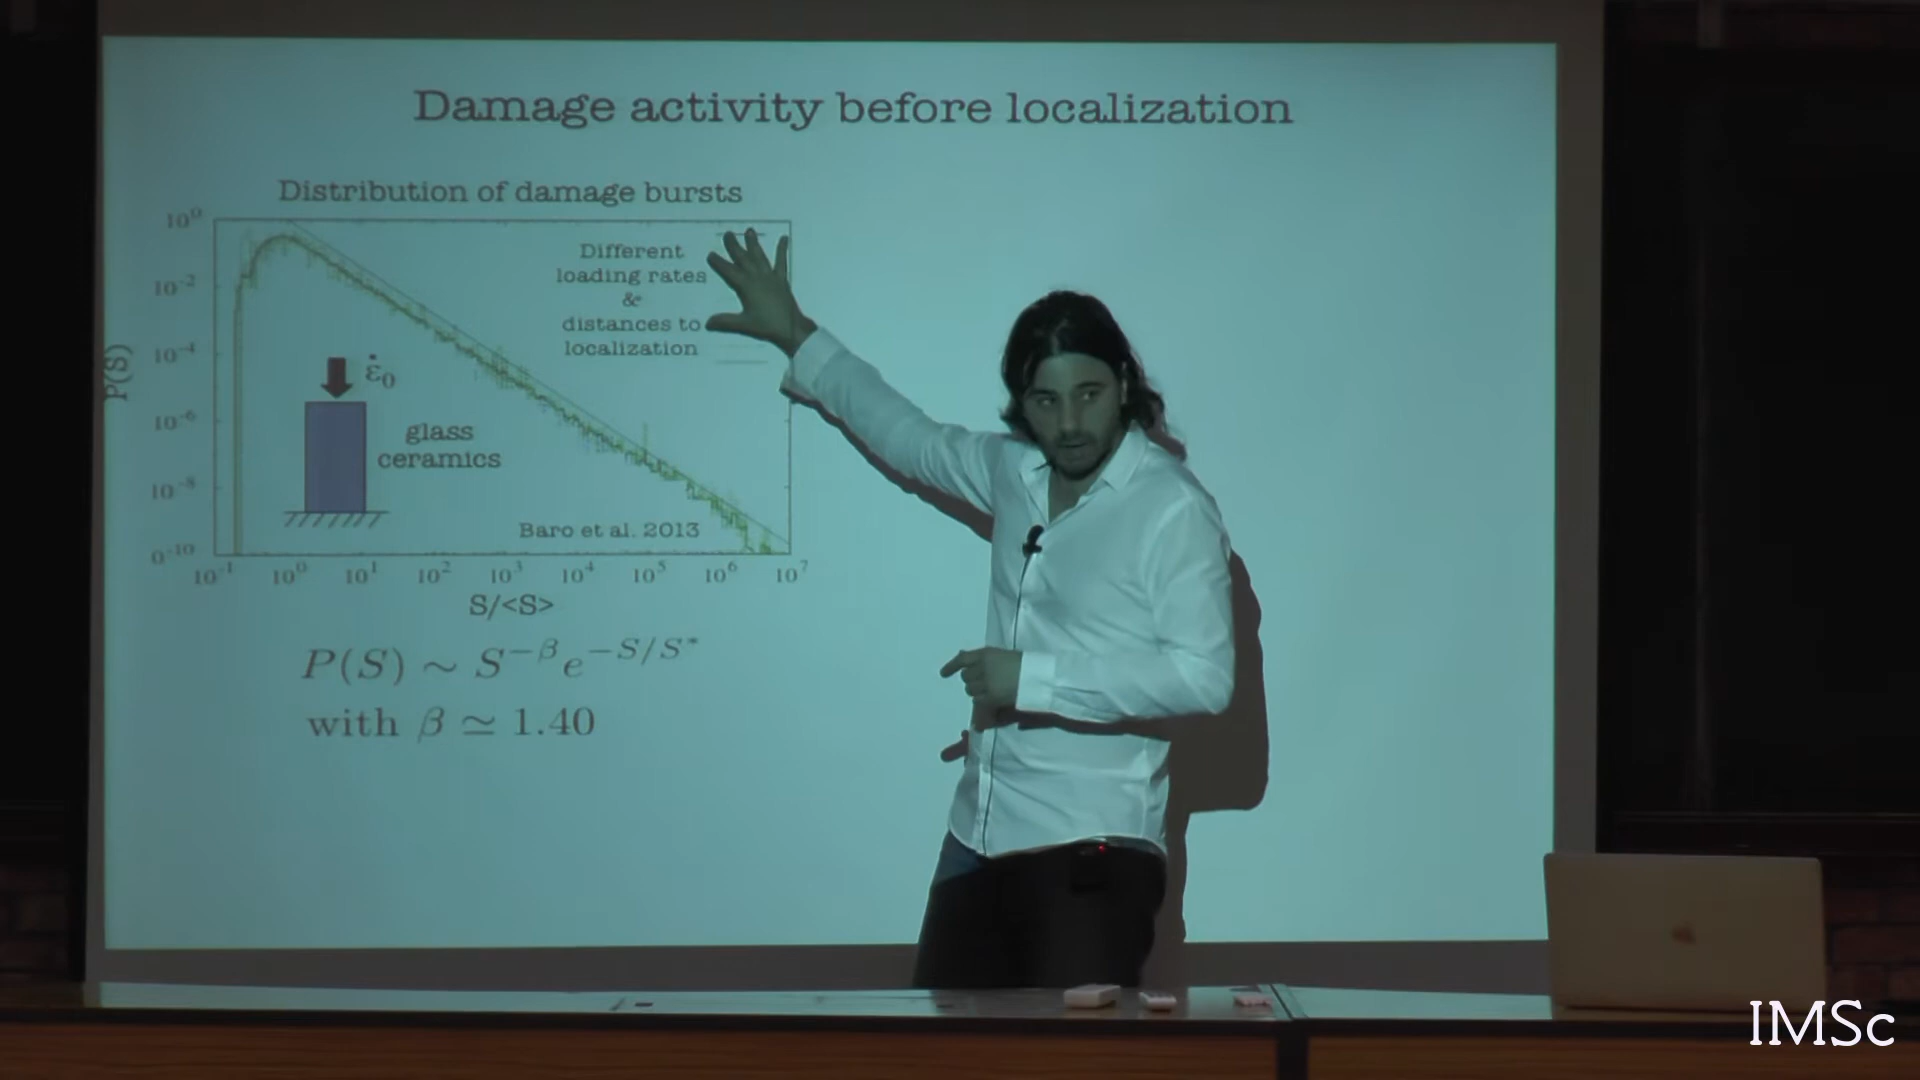 Damage activity before localization
Distribution of damage bursts
10⁰
10⁻²
10⁻⁴
10⁻⁶
10⁻⁸
0⁻¹⁰
P(S)
Different
loading rates
&
distances to
localization
ε̇₀
glass
ceramics
Baro et al. 2013
10⁻¹ 10⁰ 10¹ 10² 10³ 10⁴ 10⁵ 10⁶ 10⁷
S/<S>
P(S) ∼ S^{−β} e^{−S/S*}
with β ≃ 1.40
IMSc